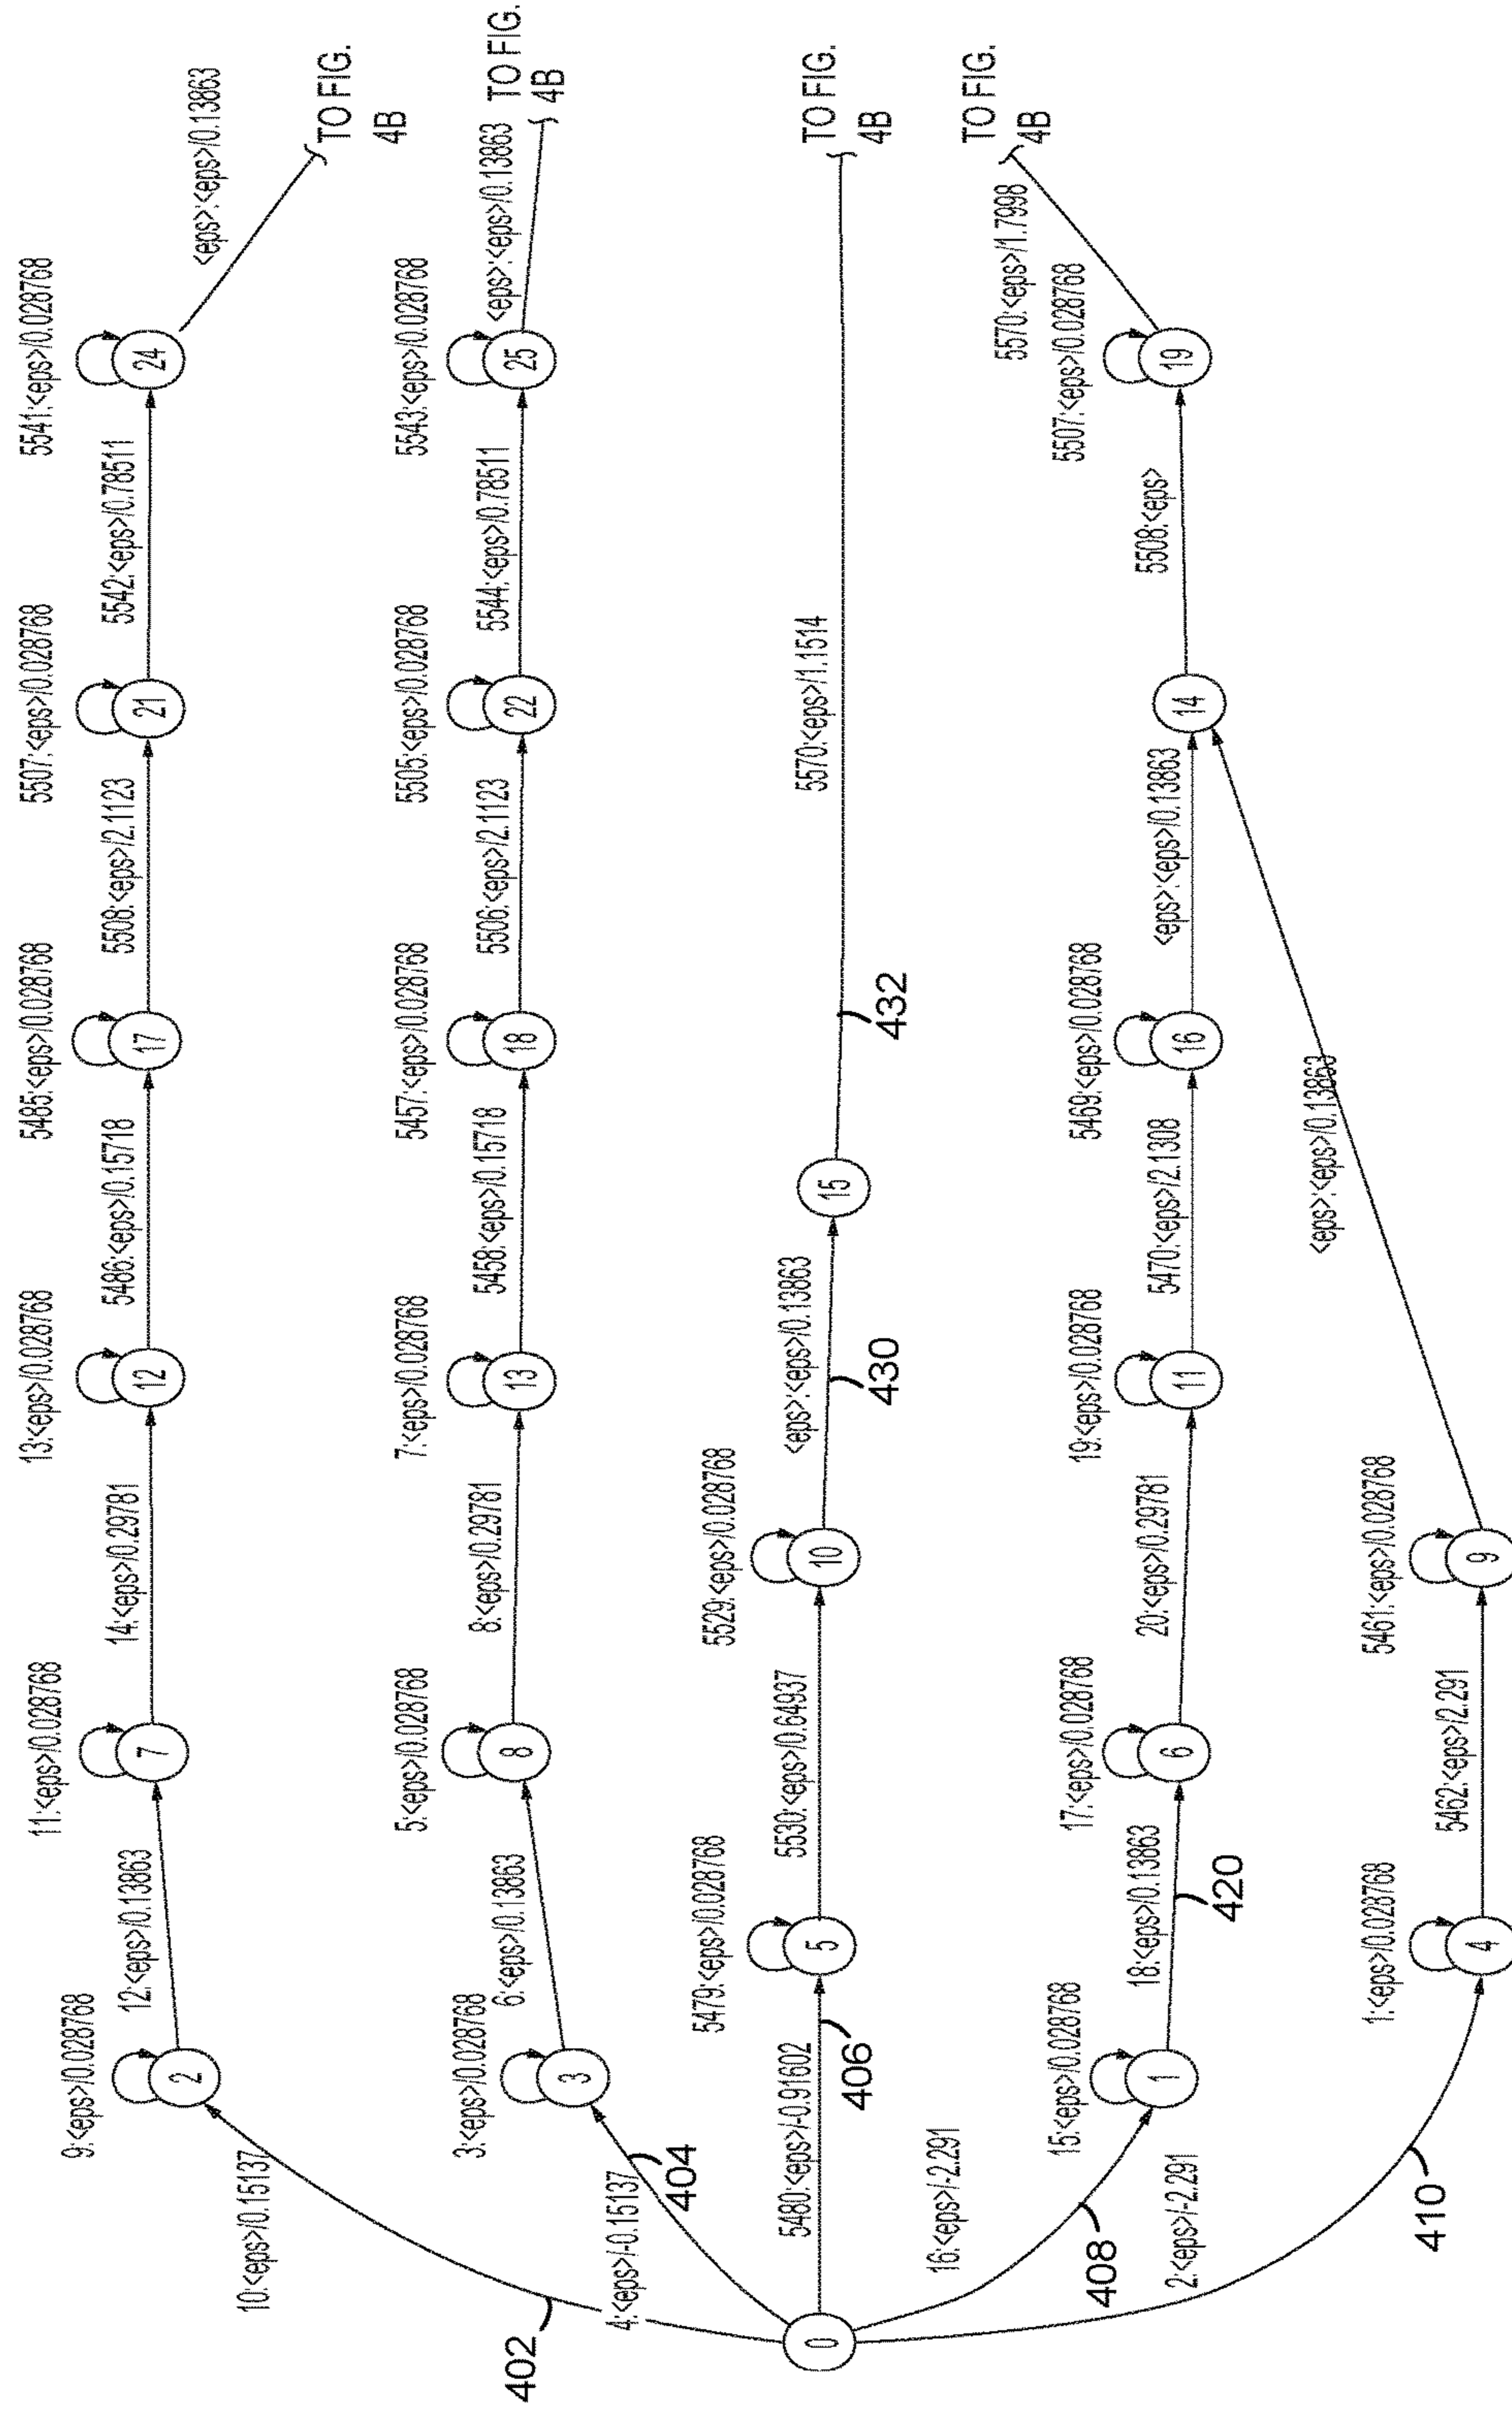 9:<eps>/0.028768
11:<eps>/0.028768
13:<eps>/0.028768
5485:<eps>/0.028768
5507:<eps>/0.028768
5541:<eps>/0.028768
10:<eps>/0.15137
12:<eps>/0.13863
14:<eps>/0.29781
5486:<eps>/0.15718
5508:<eps>/2.1123
5542:<eps>/0.78511
<eps>:<eps>/0.13863
2
7
12
17
21
24
TO FIG.
4B
402
3:<eps>/0.028768
5:<eps>/0.028768
7:<eps>/0.028768
5457:<eps>/0.028768
5505:<eps>/0.028768
5543:<eps>/0.028768
4:<eps>/-0.15137
6:<eps>/0.13863
8:<eps>/0.29781
5458:<eps>/0.15718
5506:<eps>/2.1123
5544:<eps>/0.78511
<eps>:<eps>/0.13863
3
8
13
18
22
25
TO FIG.
4B
404
5479:<eps>/0.028768
5529:<eps>/0.028768
5480:<eps>/-0.91602
5530:<eps>/0.64937
<eps>:<eps>/0.13863
5570:<eps>/1.1514
0
5
10
15
TO FIG.
4B
406
430
432
15:<eps>/0.028768
17:<eps>/0.028768
19:<eps>/0.028768
5469:<eps>/0.028768
5507:<eps>/0.028768
16:<eps>/-2.291
18:<eps>/0.13863
20:<eps>/0.29781
5470:<eps>/2.1308
<eps>:<eps>/0.13863
5508:<eps>
5570:<eps>/1.7998
1
6
11
16
14
19
TO FIG.
4B
408
420
1:<eps>/0.028768
5461:<eps>/0.028768
2:<eps>/-2.291
5462:<eps>/2.291
<eps>:<eps>/0.13863
4
9
410